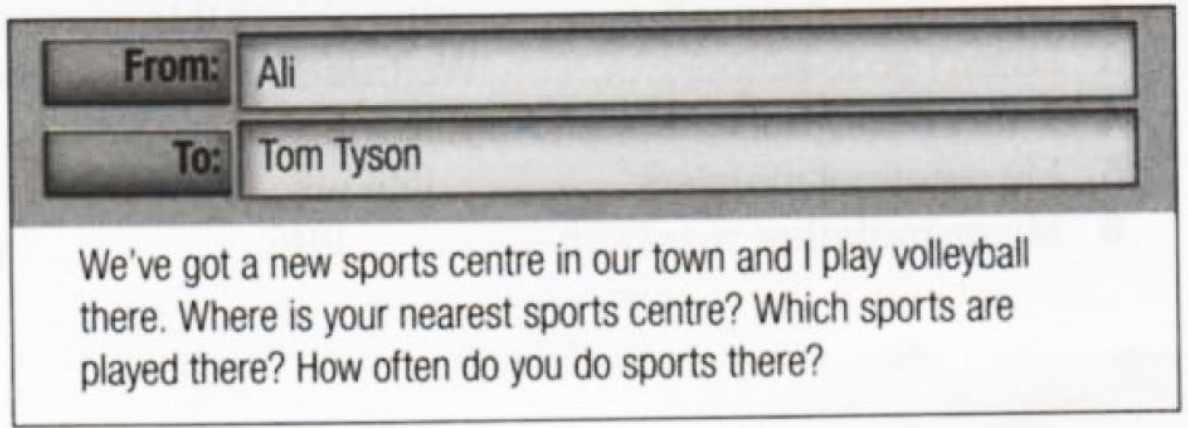 From: Ali
To: Tom Tyson
We've got a new sports centre in our town and I play volleyball
there. Where is your nearest sports centre? Which sports are
played there? How often do you do sports there?